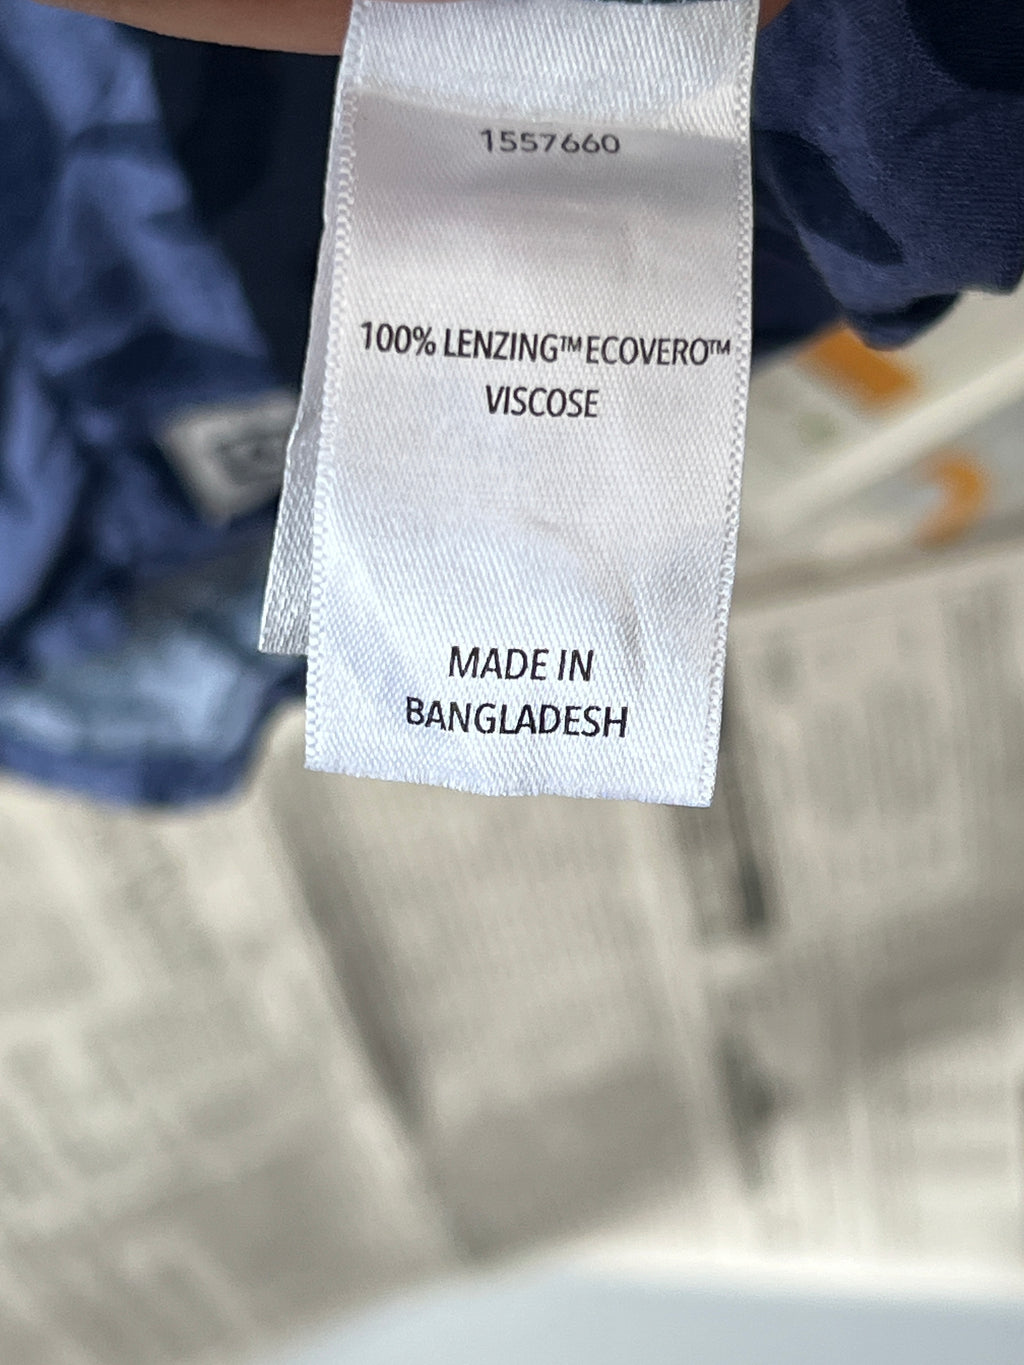 1557660
100% LENZING™ ECOVERO™
VISCOSE
MADE IN
BANGLADESH